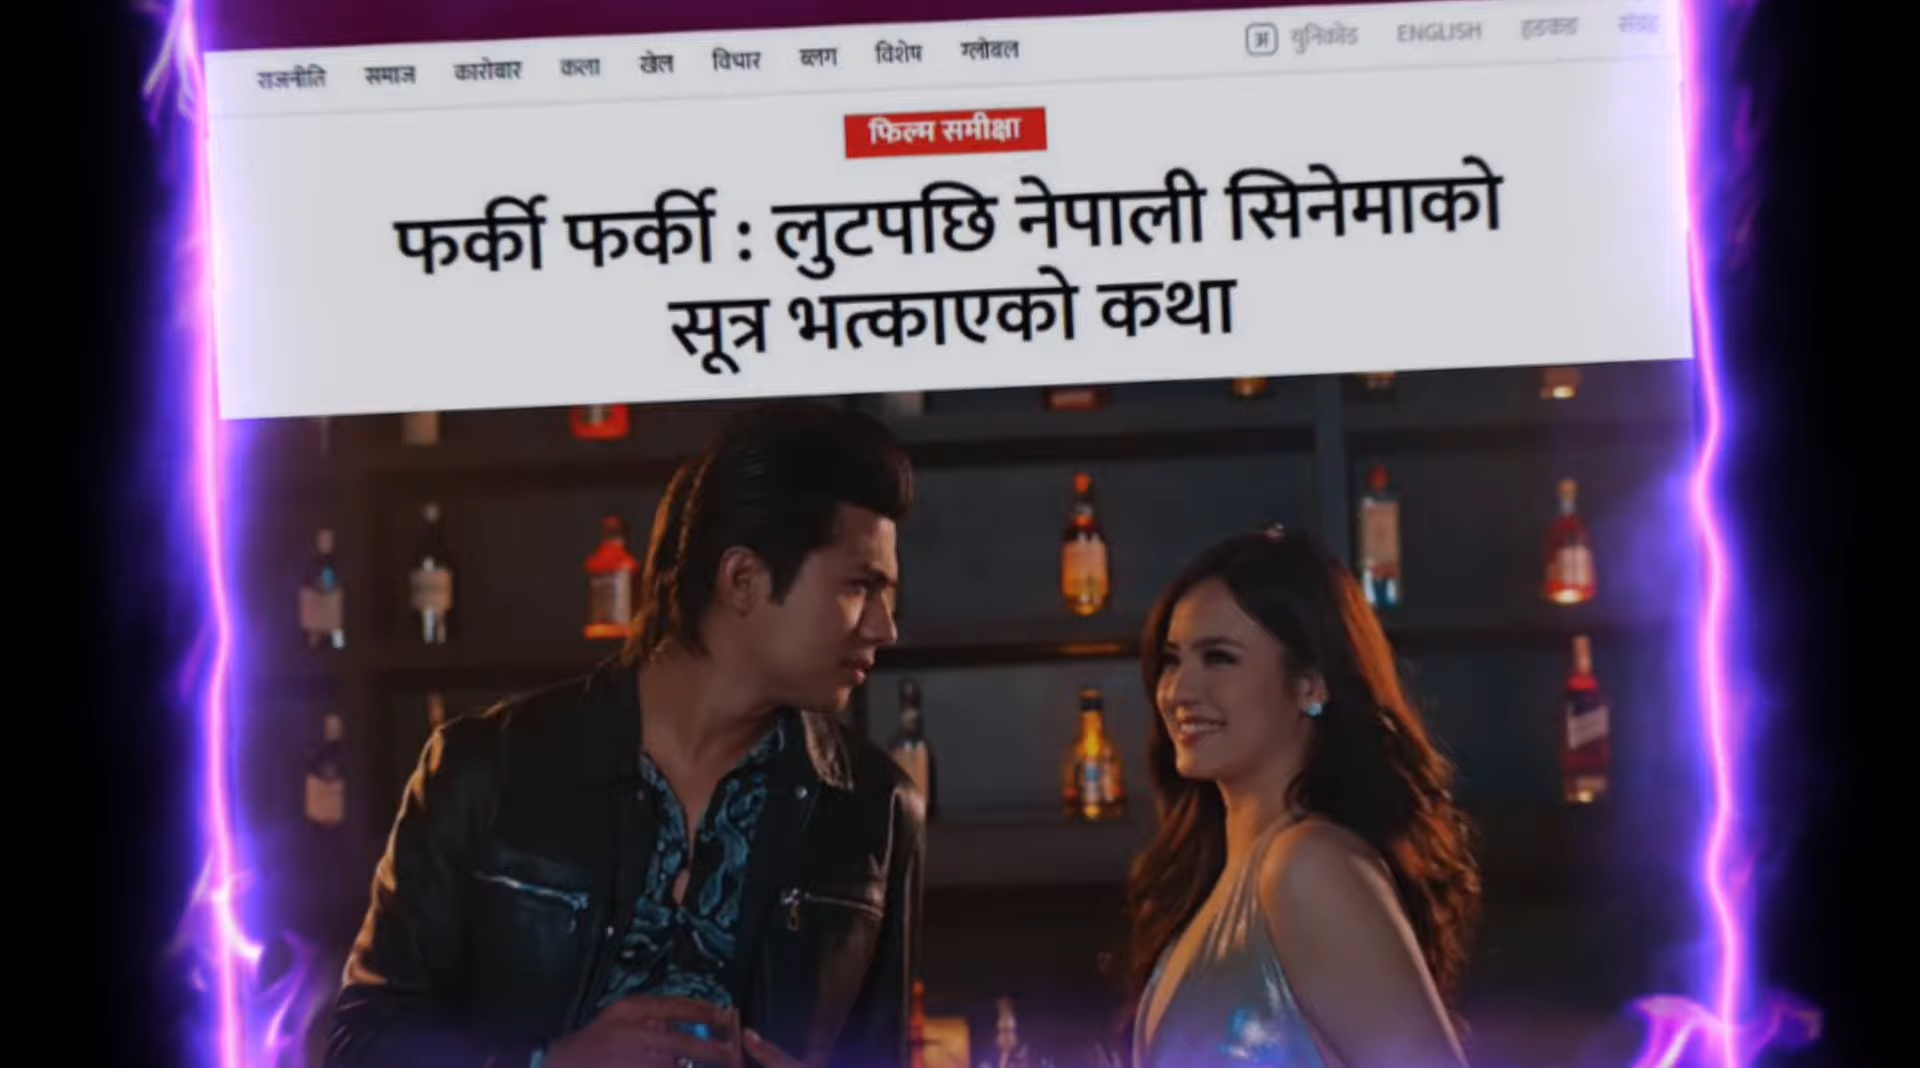 राजनीति समाज कारोबार कला खेल विचार ब्लग विशेष ग्लोबल अ युनिकोड ENGLISH
फिल्म समीक्षा
फर्की फर्की : लुटपछि नेपाली सिनेमाको
सूत्र भत्काएको कथा